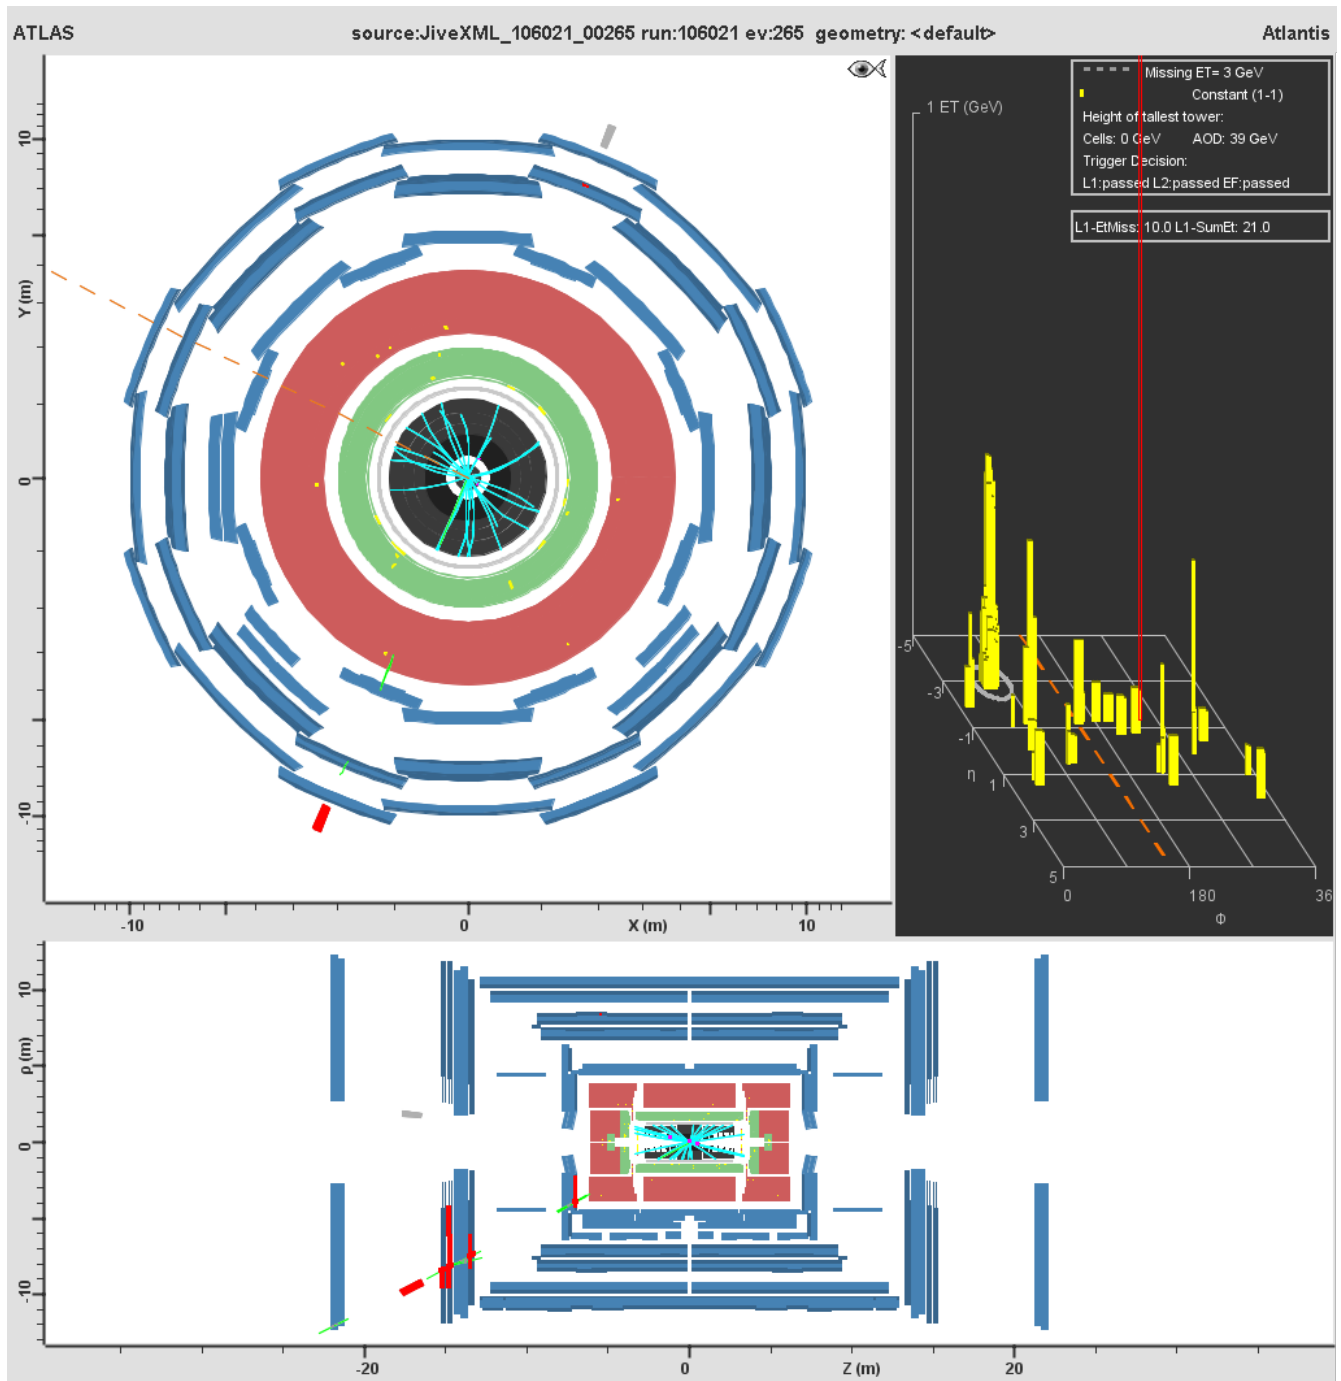 ATLAS source:JiveXML_106021_00265 run:106021 ev:265 geometry: <default> Atlantis
Missing ET= 3 GeV
Constant (1-1)
Height of tallest tower:
Cells: 0 GeV AOD: 39 GeV
Trigger Decision:
L1:passed L2:passed EF:passed
L1-EtMiss: 10.0 L1-SumEt: 21.0
1 ET (GeV)
-5
-3
-1
η 1
3
5
0 180 36
Φ
10
Y (m)
0
-10
-10 0 X (m) 10
10
ρ (m)
0
-10
-20 0 Z (m) 20